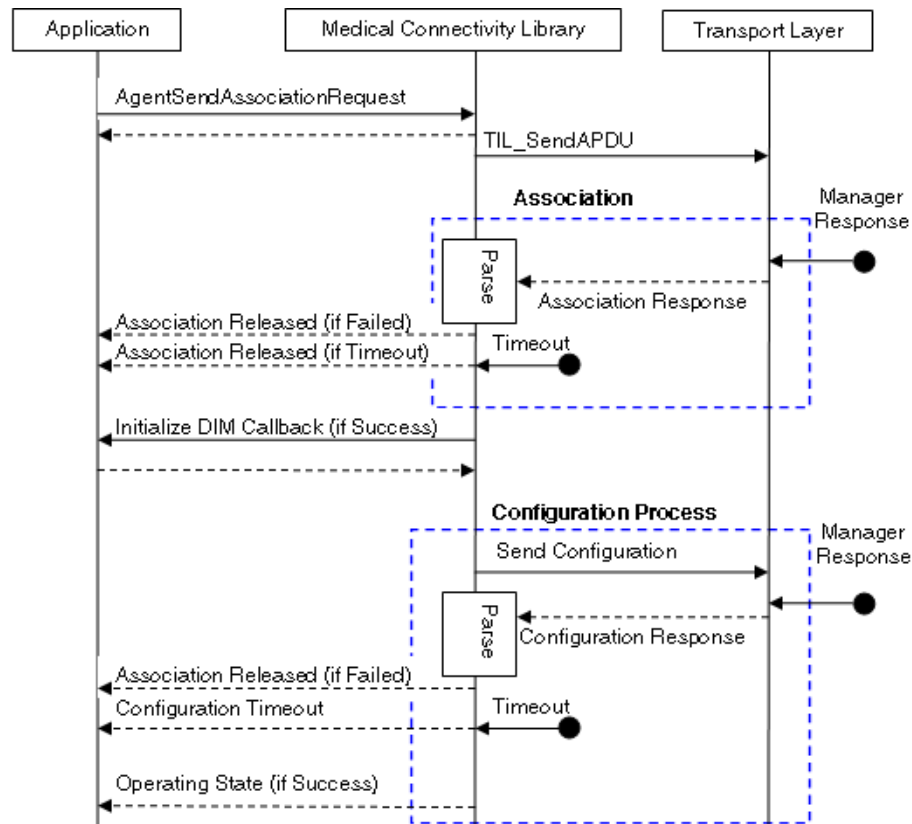 Application
Medical Connectivity Library
Transport Layer
AgentSendAssociationRequest
TIL_SendAPDU
Association
Manager
Response
Parse
Association Response
Association Released (if Failed)
Timeout
Association Released (if Timeout)
Initialize DIM Callback (if Success)
Configuration Process
Manager
Response
Send Configuration
Parse
Configuration Response
Association Released (if Failed)
Configuration Timeout
Timeout
Operating State (if Success)